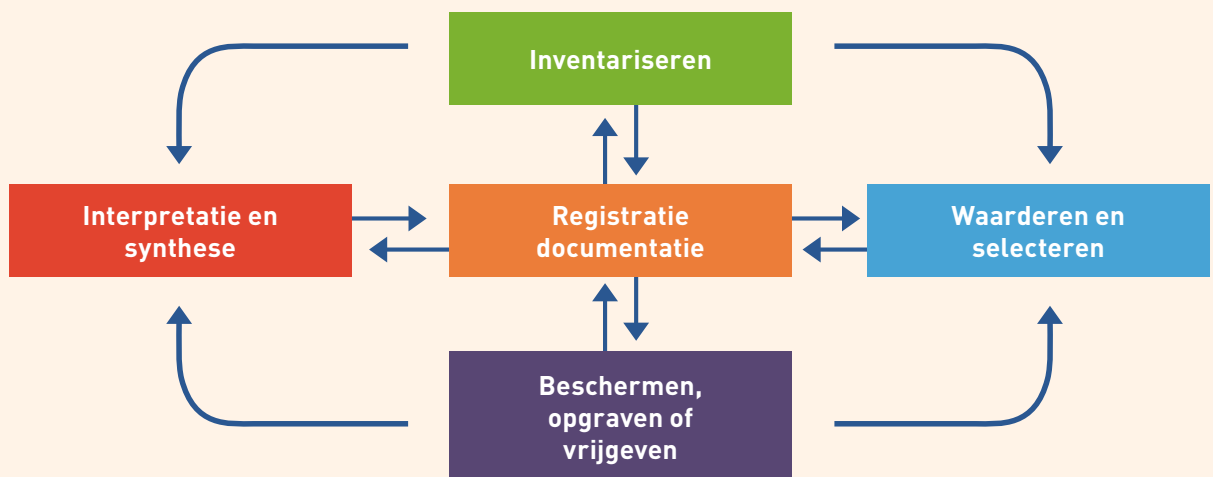 Inventariseren
Interpretatie en
synthese
Registratie
documentatie
Waarderen en
selecteren
Beschermen,
opgraven of
vrijgeven